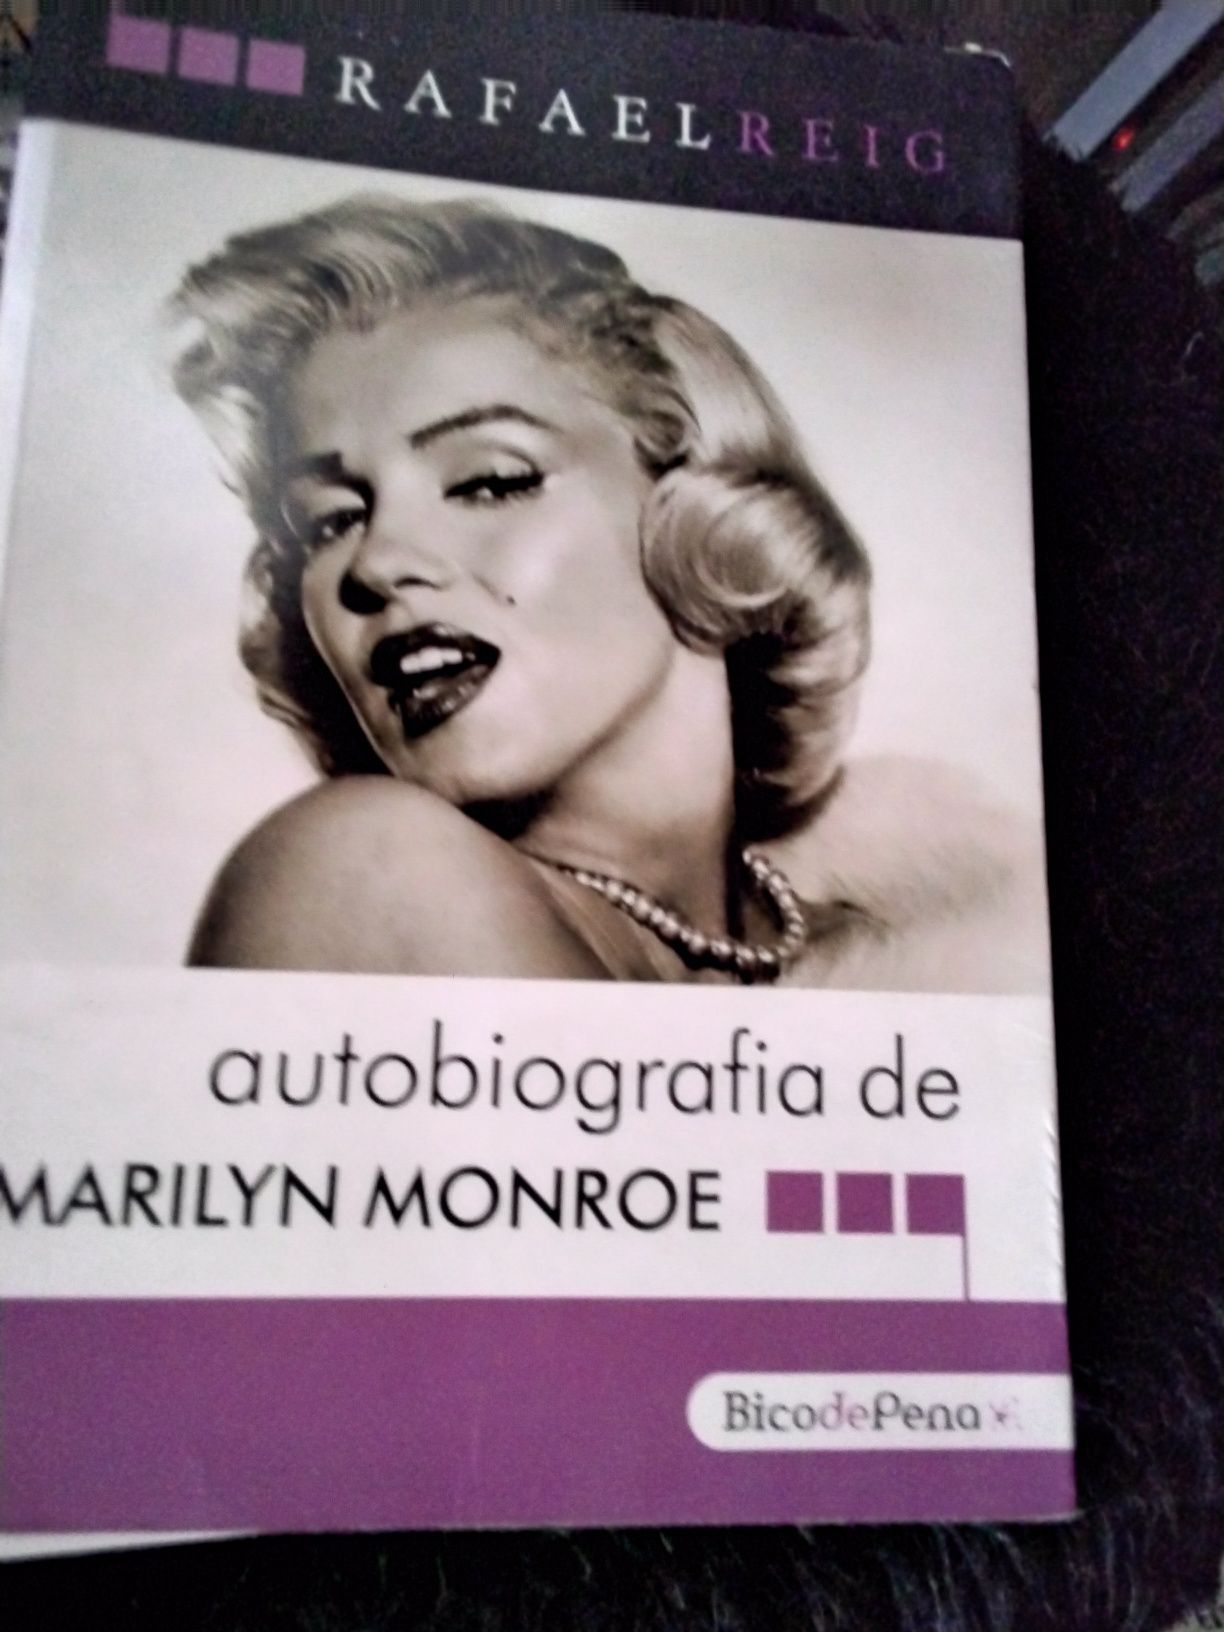 RAFAELREIG
autobiografia de
MARILYN MONROE
BicodePena